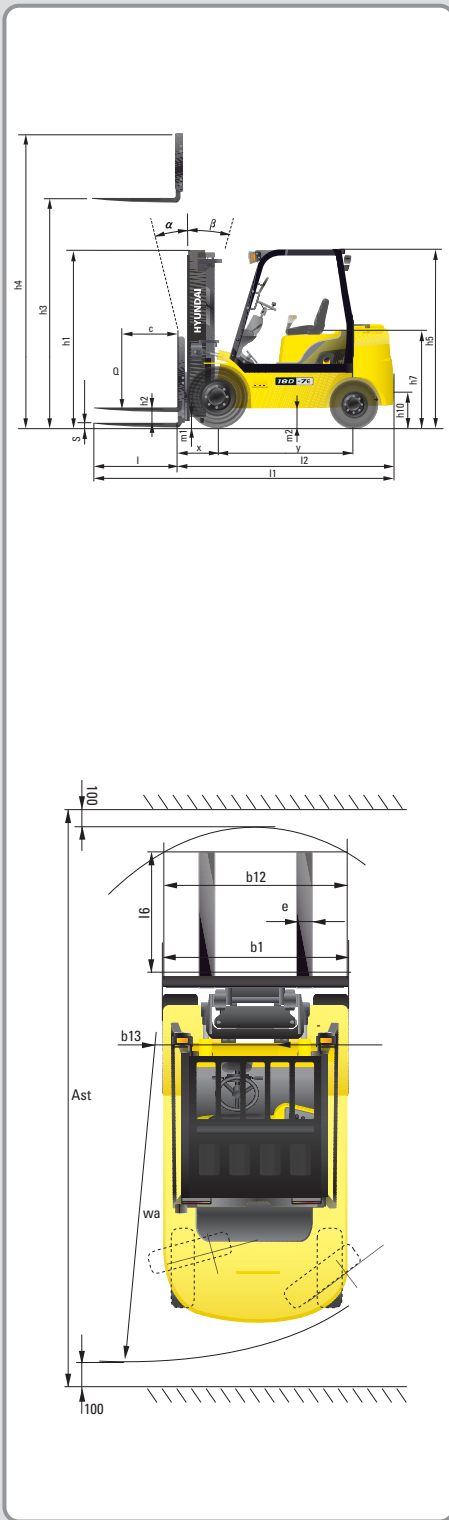 α β
h4
h3
h1
HYUNDAI
h5
c
Q
h2
h7
18D -7E
h10
S
m1
x
m2
y
l
l2
l1
100
b12
l6
e
b1
b13
Ast
wa
100